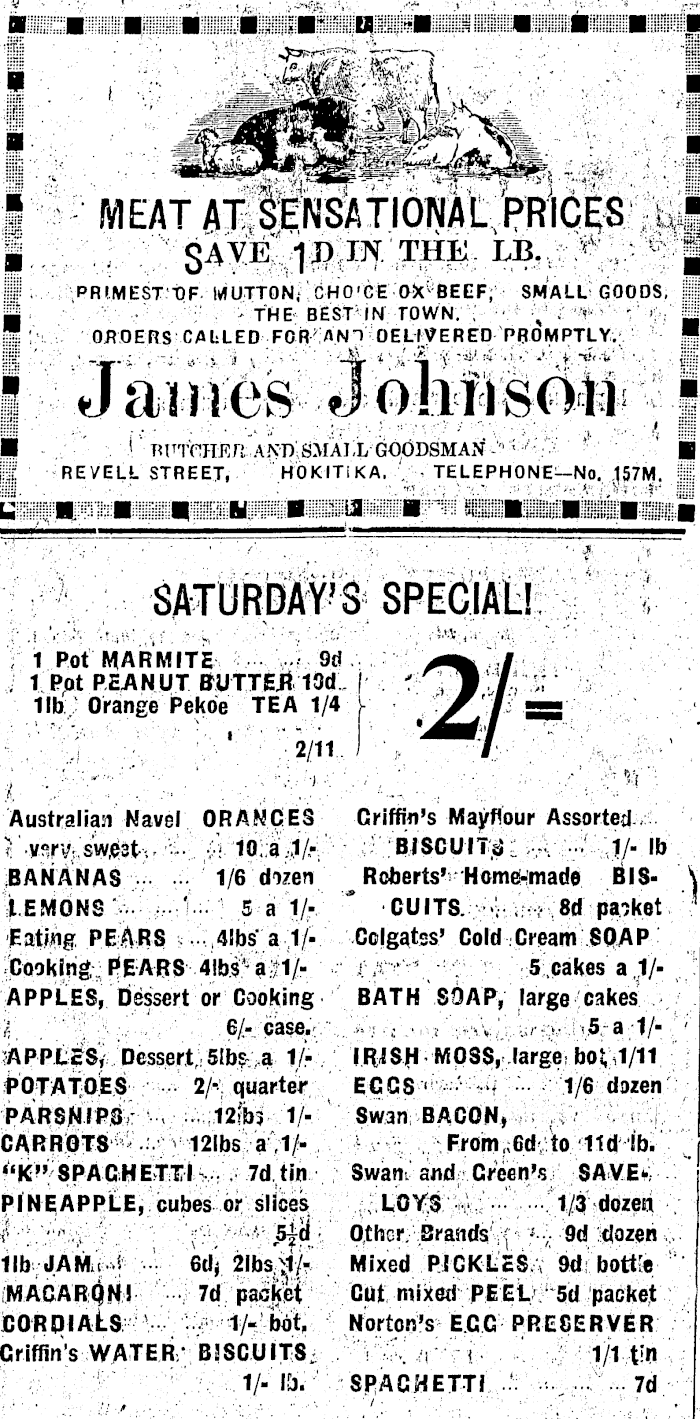 MEAT AT SENSATIONAL PRICES
SAVE 1D IN THE LB.
PRIMEST OF MUTTON, CHOICE OX BEEF, SMALL GOODS,
THE BEST IN TOWN.
ORDERS CALLED FOR AND DELIVERED PROMPTLY.
James Johnson
BUTCHER AND SMALL GOODSMAN
REVELL STREET, HOKITIKA. TELEPHONE—No. 157M.
SATURDAY'S SPECIAL!
1 Pot MARMITE ... ... 9d
1 Pot PEANUT BUTTER 10d
1lb Orange Pekoe TEA 1/4
2/11
2/=
Australian Navel ORANGES
very sweet ... ... 10 a 1/-
BANANAS ... ... 1/6 dozen
LEMONS ... ... 5 a 1/-
Eating PEARS ... 4lbs a 1/-
Cooking PEARS 4lbs a 1/-
APPLES, Dessert or Cooking
6/- case.
APPLES, Dessert, 5lbs a 1/-
POTATOES ... 2/- quarter
PARSNIPS ... ... 12lbs 1/-
CARROTS ... 12lbs a 1/-
"K" SPAGHETTI ... 7d tin
PINEAPPLE, cubes or slices
5½d
1lb JAM ... 6d, 2lbs 1/-
MACARONI ... 7d packet
CORDIALS ... ... 1/- bot.
Griffin's WATER BISCUITS
1/- lb.
Griffin's Mayflour Assorted
BISCUITS ... ... 1/- lb
Roberts' Home-made BIS-
CUITS ... ... 8d packet
Colgates' Cold Cream SOAP
5 cakes a 1/-
BATH SOAP, large cakes
5 a 1/-
IRISH MOSS, large bot, 1/11
EGGS ... ... ... 1/6 dozen
Swan BACON,
From 6d to 11d lb.
Swan and Green's SAVE-
LOYS ... ... 1/3 dozen
Other Brands ... 9d dozen
Mixed PICKLES 9d bottle
Cut mixed PEEL 5d packet
Norton's EGG PRESERVER
1/1 tin
SPAGHETTI ... ... ... 7d